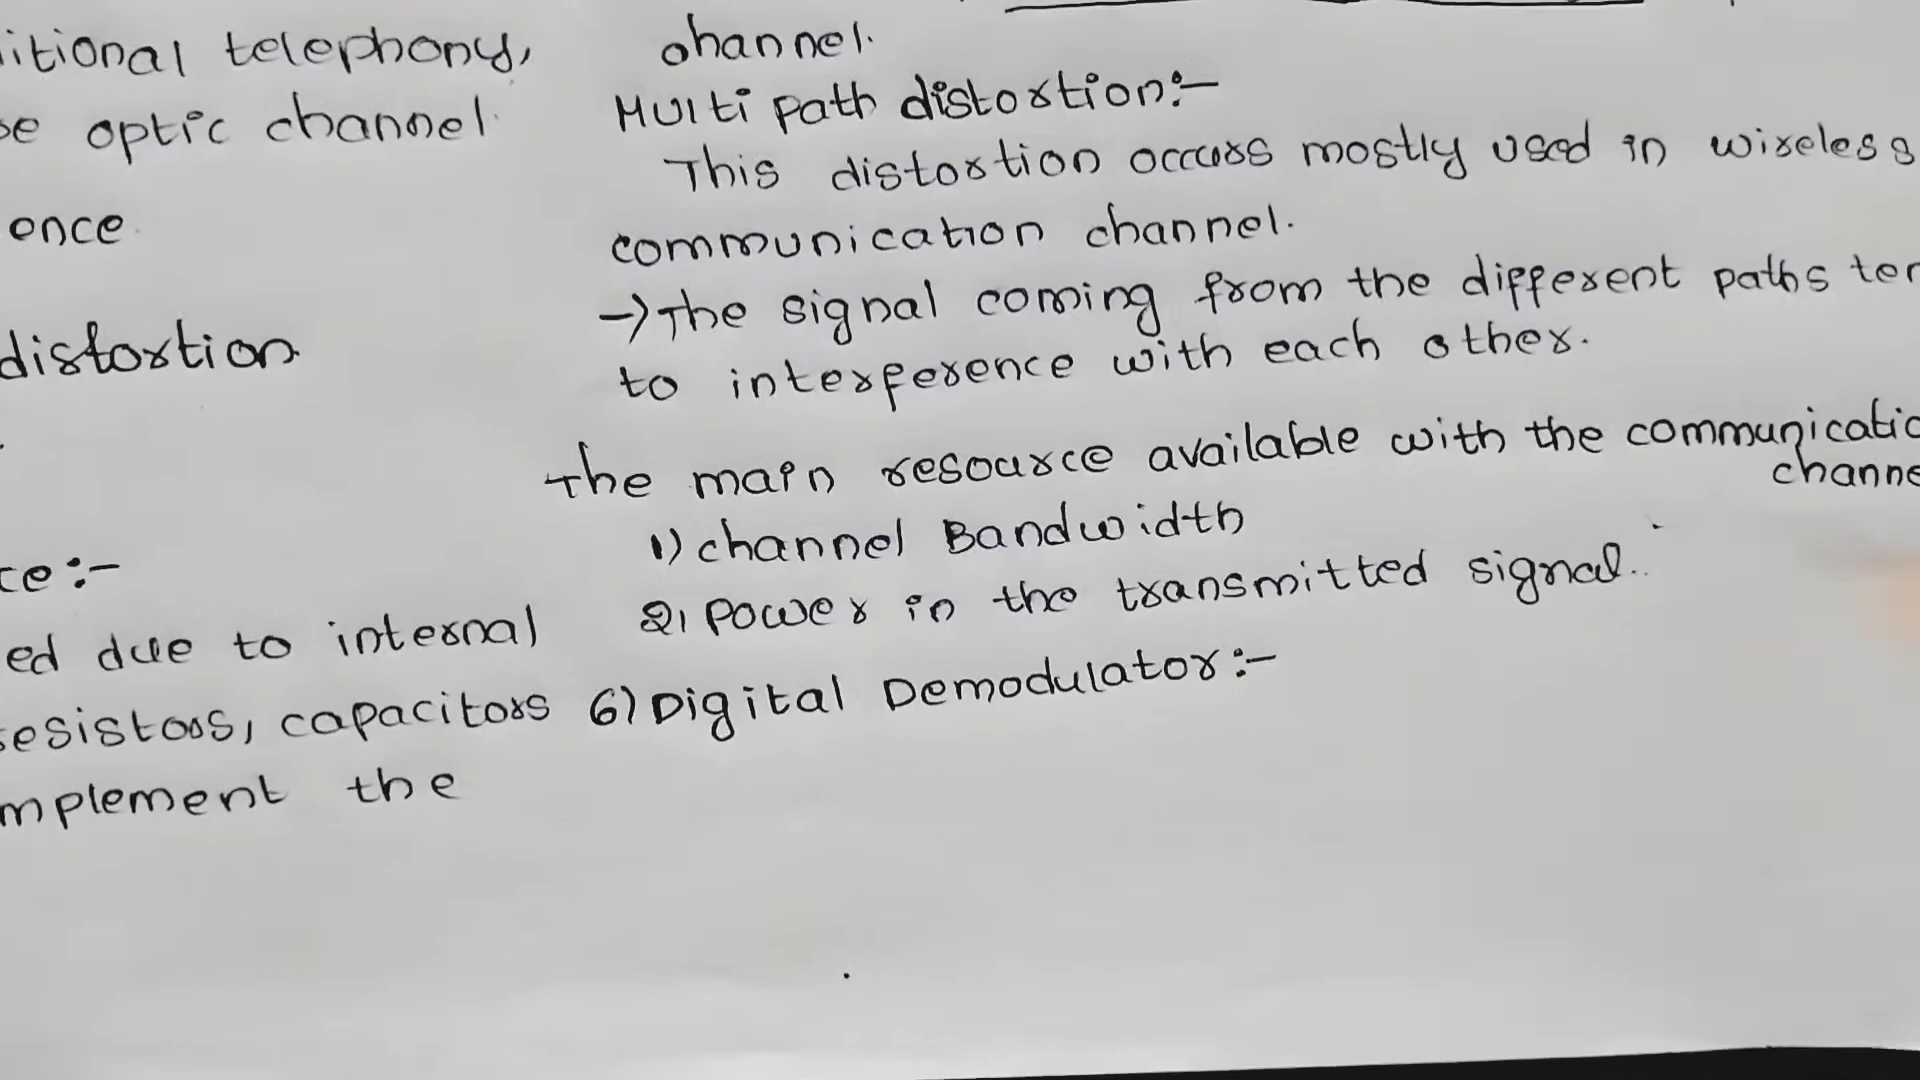 itional telephony,
optic channel.
ence
distortion
ce:-
ed due to internal
esistors, capacitors
mplement the
channel.
Multi path distortion:-
This distortion occurs mostly used in wireless
communication channel.
→The signal coming from the different paths ten
to interference with each other.
The main resource available with the communicatio
channe
1) channel Bandwidth
2) Power in the transmitted signal.
6) Digital Demodulator:-